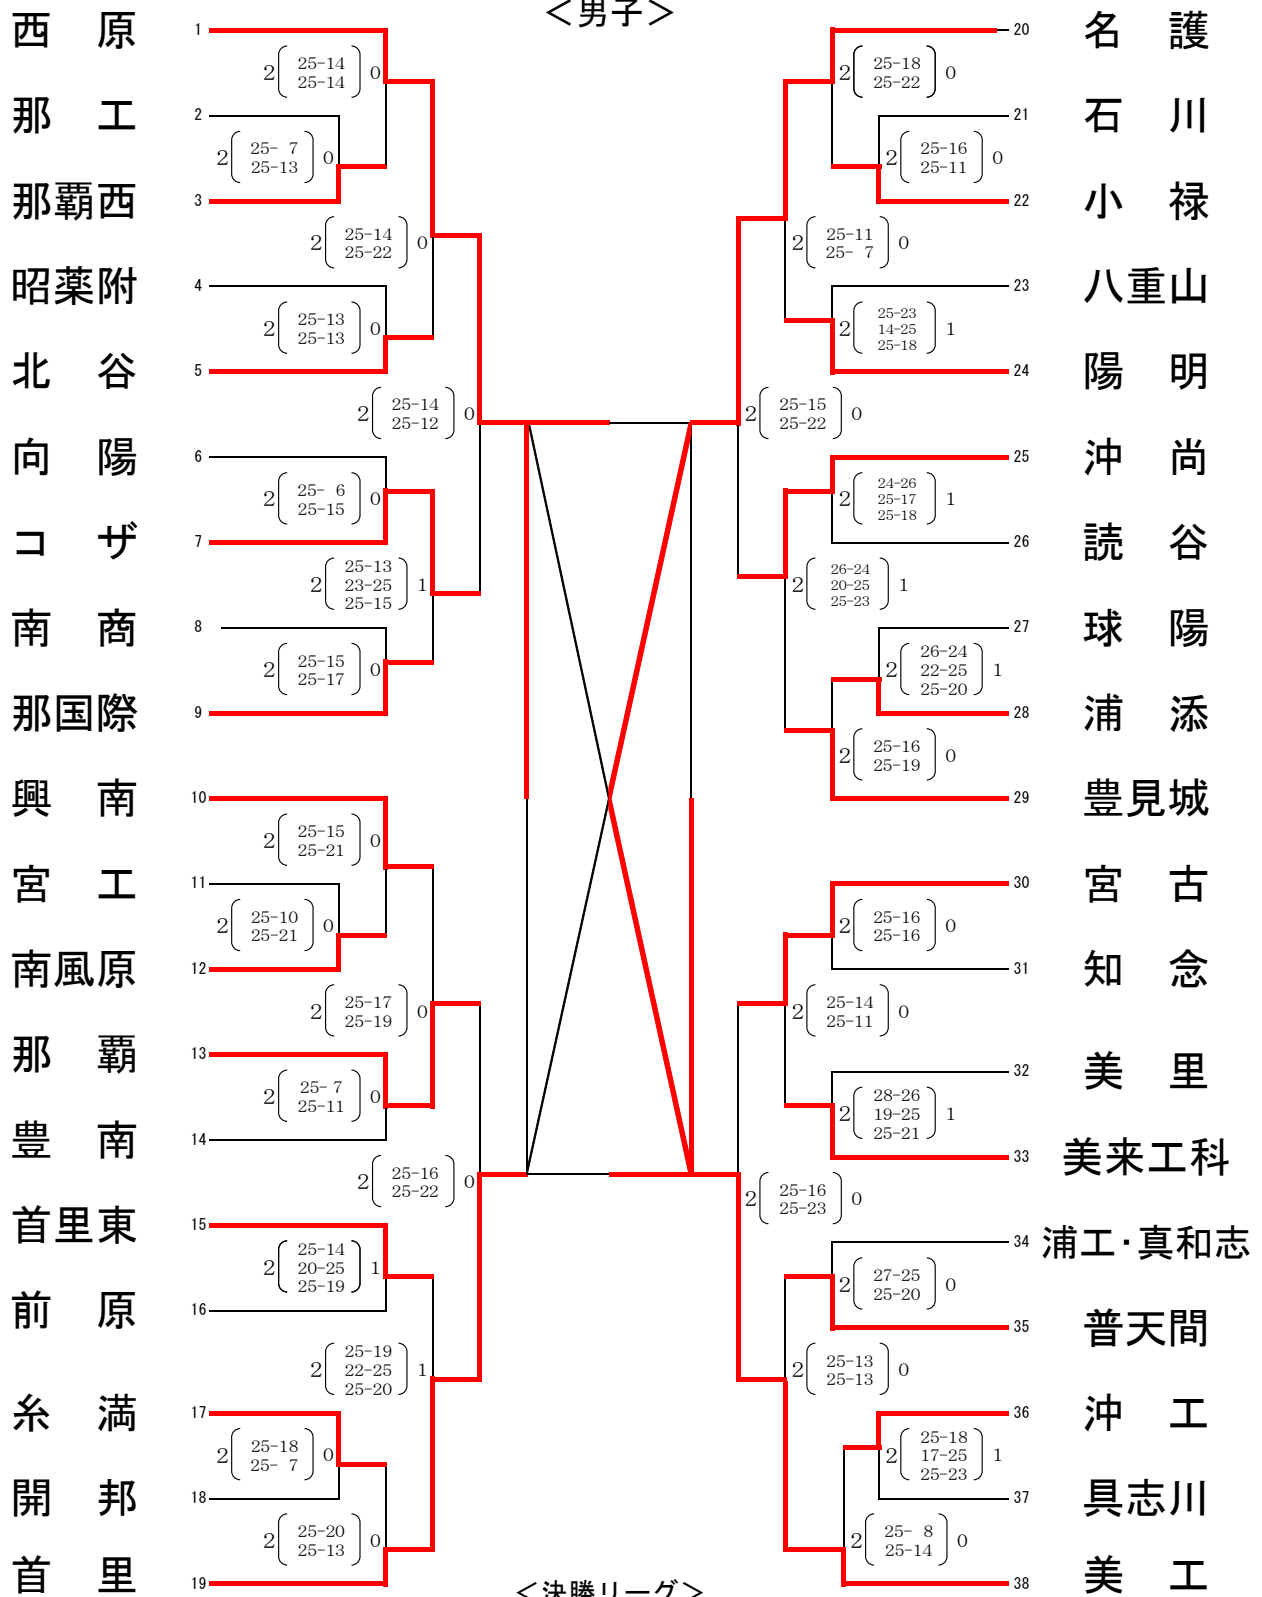 ＜男子＞
西　原 1
2 25-14 0
25-14
那　工 2
2 25- 7 0
25-13
那覇西 3
2 25-14 0
25-22
昭薬附 4
2 25-13 0
25-13
北　谷 5
2 25-14 0
25-12
向　陽 6
2 25- 6 0
25-15
コ　ザ 7
2 25-13 1
23-25
25-15
南　商 8
2 25-15 0
25-17
那国際 9
興　南 10
2 25-15 0
25-21
宮　工 11
2 25-10 0
25-21
南風原 12
2 25-17 0
25-19
那　覇 13
2 25- 7 0
25-11
豊　南 14
2 25-16 0
25-22
首里東 15
2 25-14 1
20-25
25-19
前　原 16
2 25-19 1
22-25
25-20
糸　満 17
2 25-18 0
25- 7
開　邦 18
2 25-20 0
25-13
首　里 19
20 名　護
2 25-18 0
25-22
21 石　川
2 25-16 0
25-11
22 小　禄
2 25-11 0
25- 7
23 八重山
2 25-23 1
14-25
25-18
24 陽　明
2 25-15 0
25-22
25 沖　尚
2 24-26 1
25-17
25-18
26 読　谷
2 26-24 1
20-25
25-23
27 球　陽
2 26-24 1
22-25
25-20
28 浦　添
2 25-16 0
25-19
29 豊見城
30 宮　古
2 25-16 0
25-16
31 知　念
2 25-14 0
25-11
32 美　里
2 28-26 1
19-25
25-21
33 美来工科
2 25-16 0
25-23
34 浦工・真和志
2 27-25 0
25-20
35 普天間
2 25-13 0
25-13
36 沖　工
2 25-18 1
17-25
25-23
37 具志川
2 25- 8 0
25-14
38 美　工
＜決勝リーグ＞